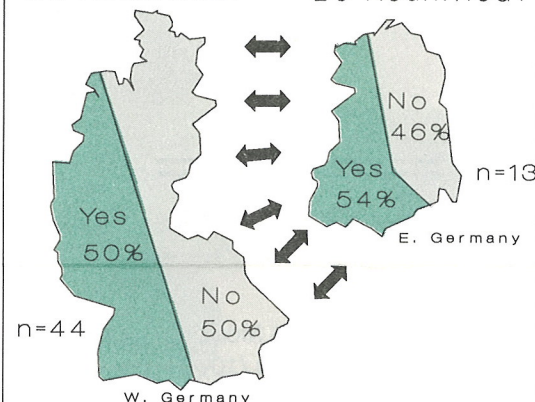 No
46%
Yes
54%
n=13
E. Germany
Yes
50%
No
50%
n=44
W. Germany